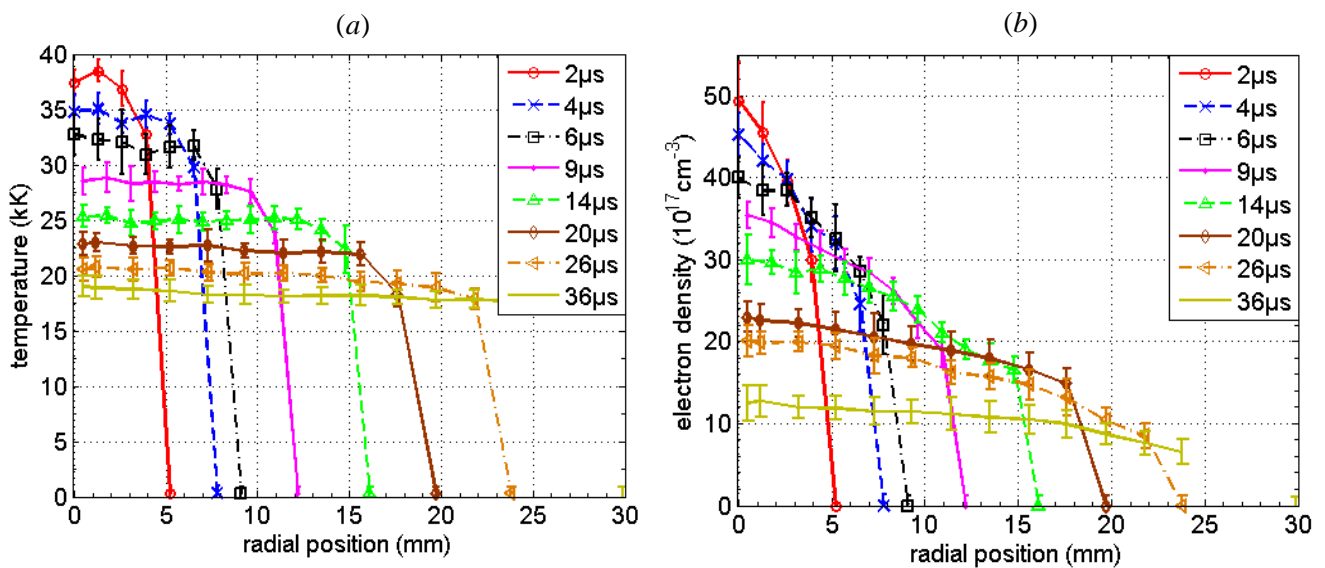 (a)
40
35
30
25
20
15
10
5
0
temperature (kK)
0 5 10 15 20 25 30
radial position (mm)
2μs
4μs
6μs
9μs
14μs
20μs
26μs
36μs
(b)
50
40
30
20
10
0
electron density (10¹⁷cm⁻³)
0 5 10 15 20 25 30
radial position (mm)
2μs
4μs
6μs
9μs
14μs
20μs
26μs
36μs